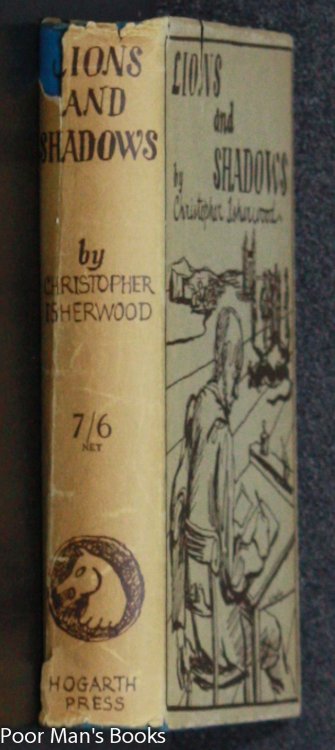 LIONS
AND
SHADOWS
by
CHRISTOPHER
ISHERWOOD
7/6
NET
HOGARTH
PRESS
LIONS
and
SHADOWS
by
Christopher Isherwood
Poor Man's Books